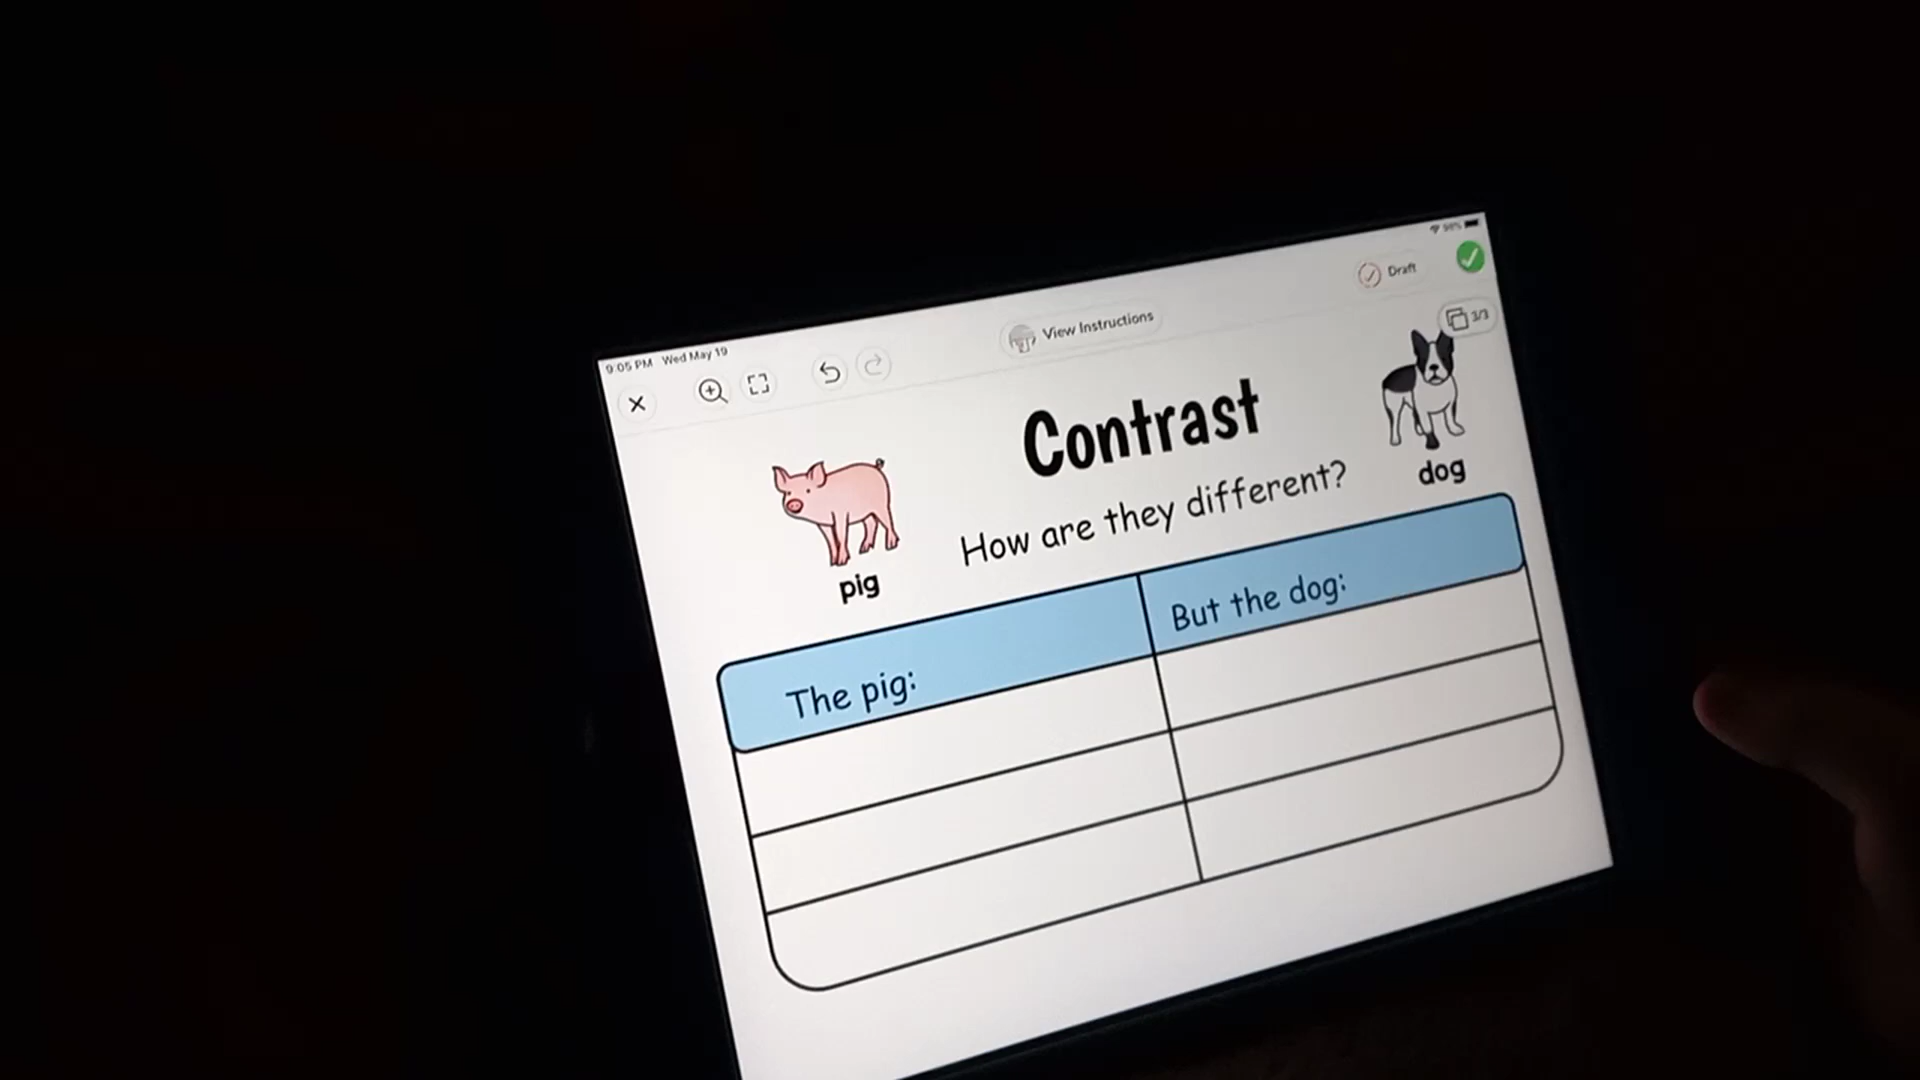 9:05 PM Wed May 19
98%
Draft
View Instructions
3/3
Contrast
How are they different?
pig
dog
The pig:
But the dog: